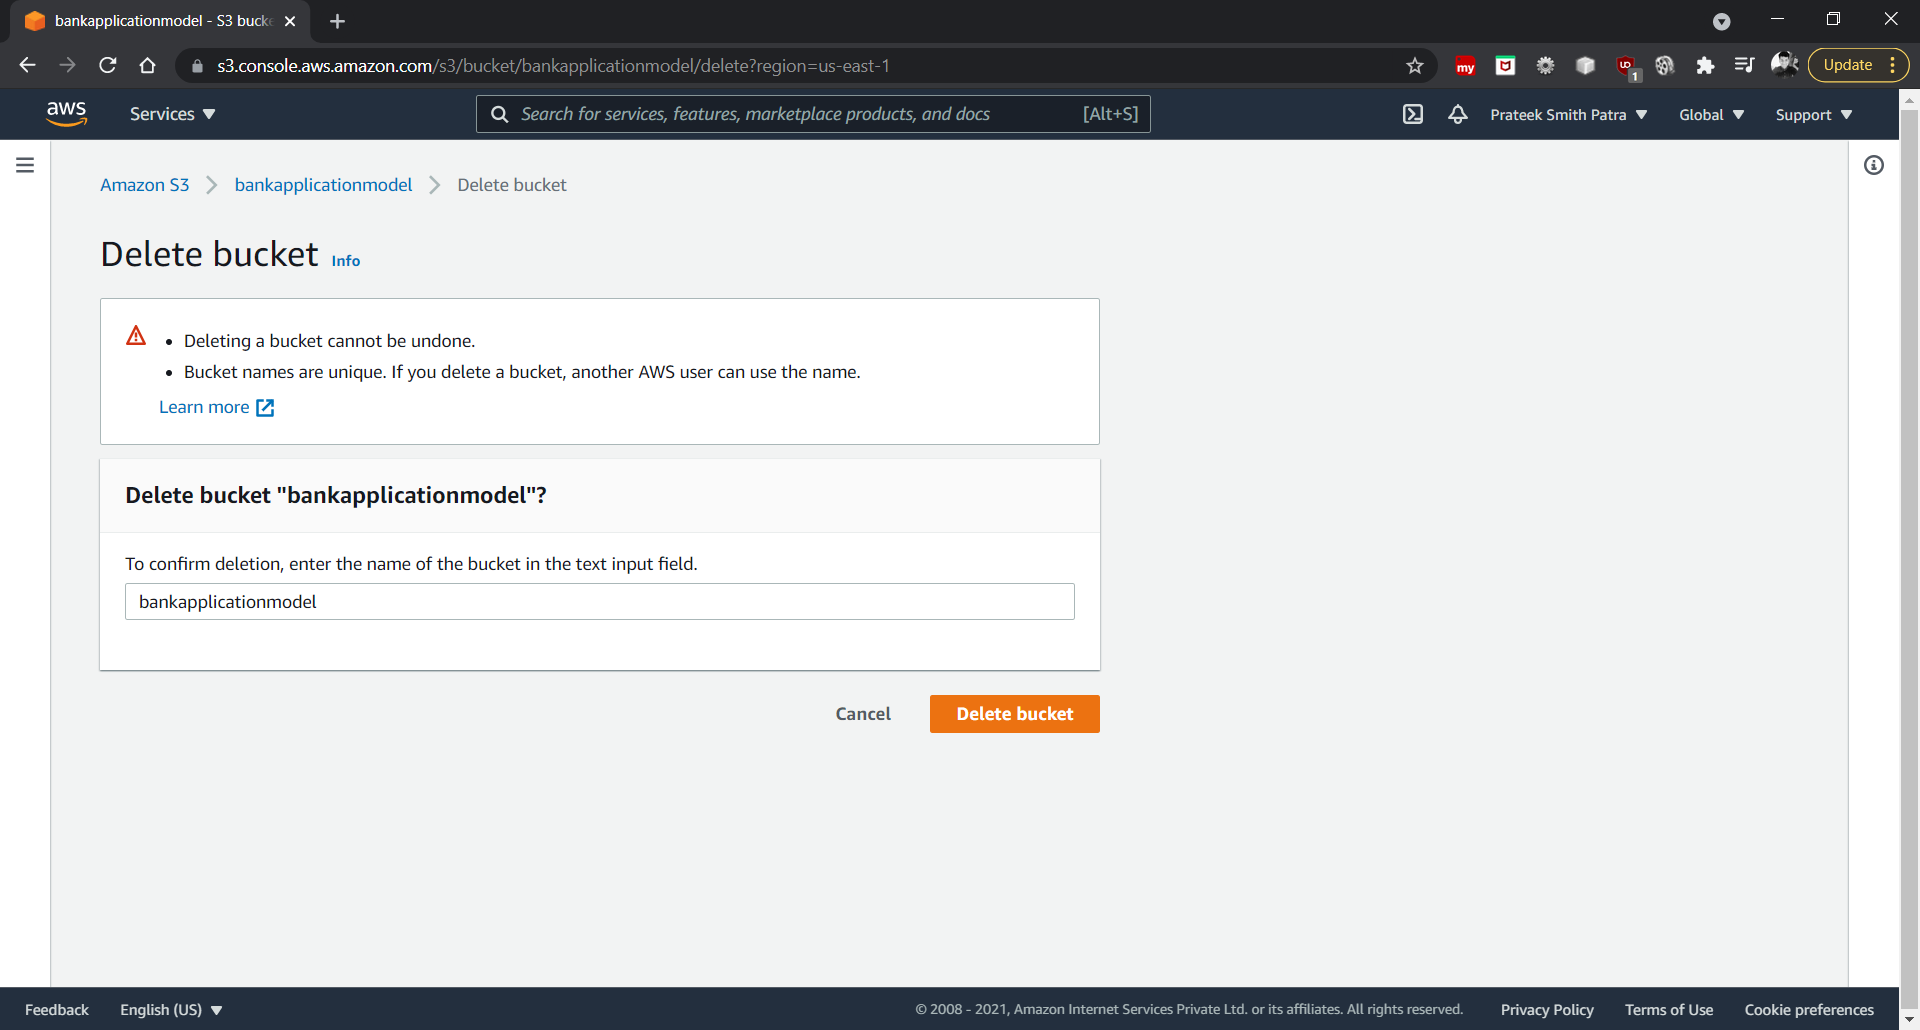 bankapplicationmodel - S3 bucke
s3.console.aws.amazon.com/s3/bucket/bankapplicationmodel/delete?region=us-east-1
my
1
Update
aws
Services
Search for services, features, marketplace products, and docs
[Alt+S]
Prateek Smith Patra
Global
Support
Amazon S3
bankapplicationmodel
Delete bucket
Delete bucket Info
• Deleting a bucket cannot be undone.
• Bucket names are unique. If you delete a bucket, another AWS user can use the name.
Learn more
Delete bucket "bankapplicationmodel"?
To confirm deletion, enter the name of the bucket in the text input field.
bankapplicationmodel
Cancel
Delete bucket
Feedback
English (US)
© 2008 - 2021, Amazon Internet Services Private Ltd. or its affiliates. All rights reserved.
Privacy Policy
Terms of Use
Cookie preferences